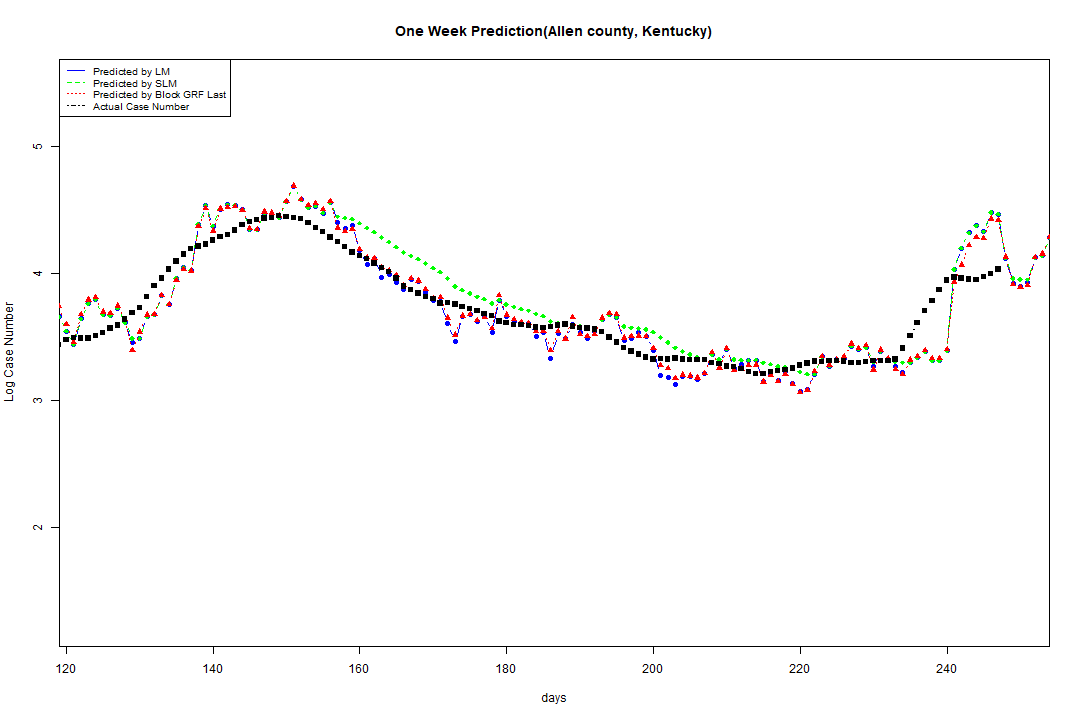 One Week Prediction(Allen county, Kentucky)
Predicted by LM
Predicted by SLM
Predicted by Block GRF Last
Actual Case Number
5
4
3
2
Log Case Number
120 140 160 180 200 220 240
days